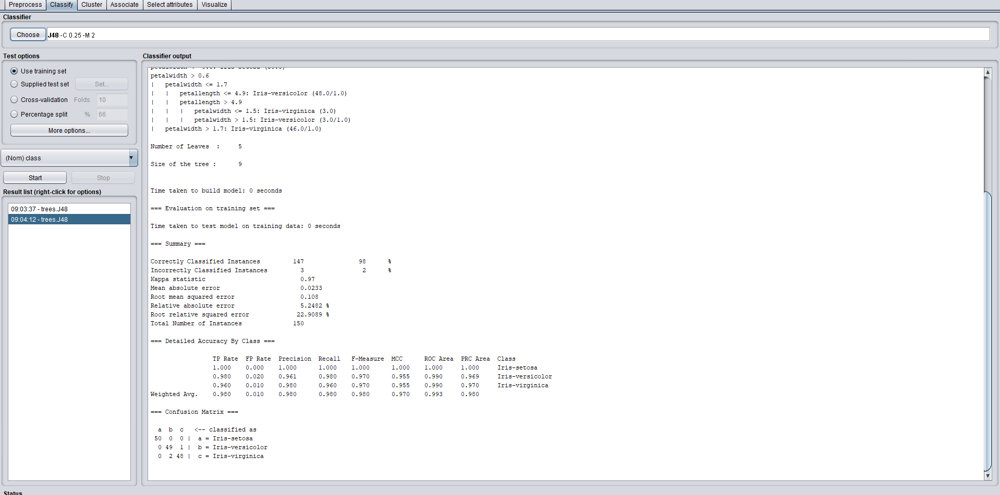 Preprocess Classify Cluster Associate Select attributes Visualize
Classifier
Choose J48 -C 0.25 -M 2
Test options
Use training set
Supplied test set Set...
Cross-validation Folds 10
Percentage split % 66
More options...
(Nom) class
Start Stop
Result list (right-click for options)
09:03:37 - trees.J48
09:04:12 - trees.J48
Classifier output
petalwidth > 0.6
|   petalwidth <= 1.7
|   |   petallength <= 4.9: Iris-versicolor (48.0/1.0)
|   |   petallength > 4.9
|   |   |   petalwidth <= 1.5: Iris-virginica (3.0)
|   |   |   petalwidth > 1.5: Iris-versicolor (3.0/1.0)
|   petalwidth > 1.7: Iris-virginica (46.0/1.0)
Number of Leaves  :     5
Size of the tree :      9
Time taken to build model: 0 seconds
=== Evaluation on training set ===
Time taken to test model on training data: 0 seconds
=== Summary ===
Correctly Classified Instances         147               98      %
Incorrectly Classified Instances         3                2      %
Kappa statistic                          0.97
Mean absolute error                      0.0233
Root mean squared error                  0.108
Relative absolute error                  5.2482 %
Root relative squared error             22.9089 %
Total Number of Instances              150
=== Detailed Accuracy By Class ===
TP Rate  FP Rate  Precision  Recall   F-Measure  MCC      ROC Area  PRC Area  Class
1.000    0.000    1.000      1.000    1.000      1.000    1.000     1.000     Iris-setosa
0.980    0.020    0.961      0.980    0.970      0.955    0.990     0.969     Iris-versicolor
0.960    0.010    0.980      0.960    0.970      0.955    0.990     0.970     Iris-virginica
Weighted Avg.    0.980    0.010    0.980      0.980    0.980      0.970    0.993     0.980
=== Confusion Matrix ===
a  b  c   <-- classified as
50  0  0 |  a = Iris-setosa
0 49  1 |  b = Iris-versicolor
0  2 48 |  c = Iris-virginica
Status